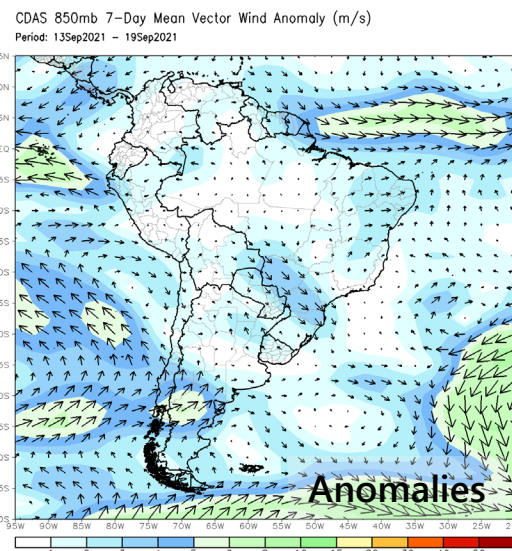 CDAS 850mb 7-Day Mean Vector Wind Anomaly (m/s)
Period: 13Sep2021 - 19Sep2021
Anomalies
95W 90W 85W 80W 75W 70W 65W 60W 55W 50W 45W 40W 35W 30W 25W